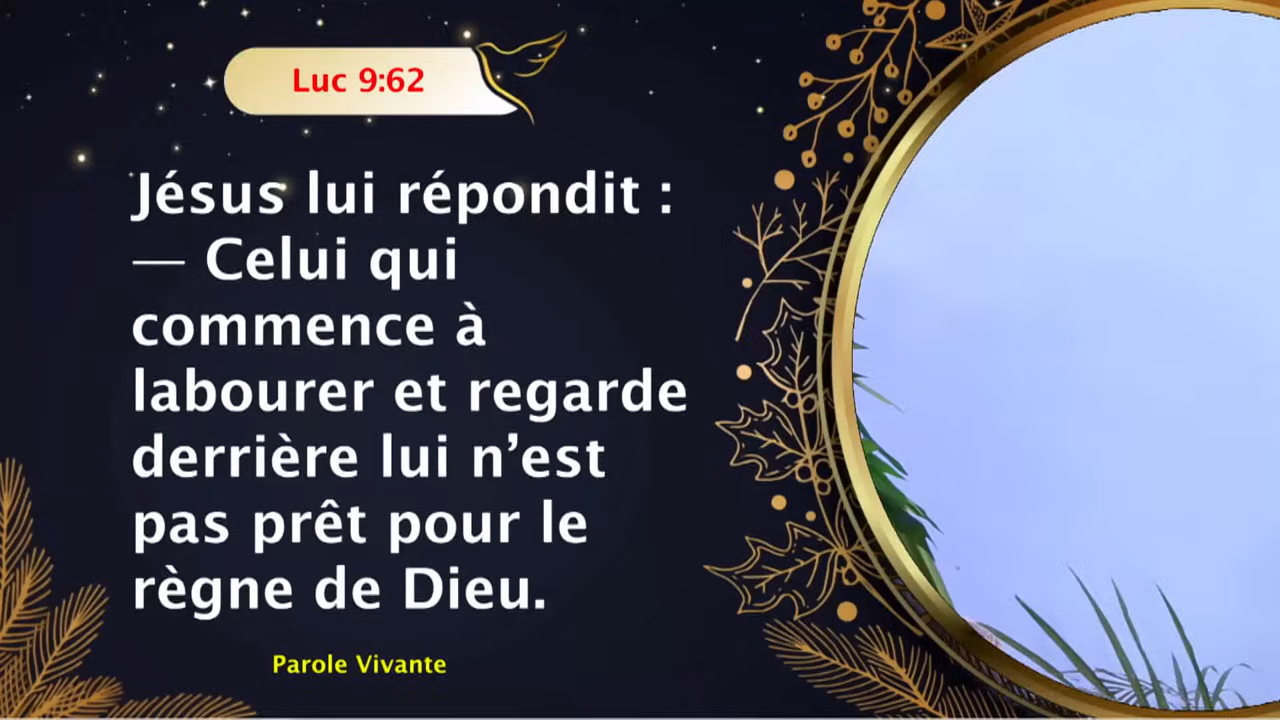 Luc 9:62
Jésus lui répondit :
— Celui qui
commence à
labourer et regarde
derrière lui n’est
pas prêt pour le
règne de Dieu.
Parole Vivante